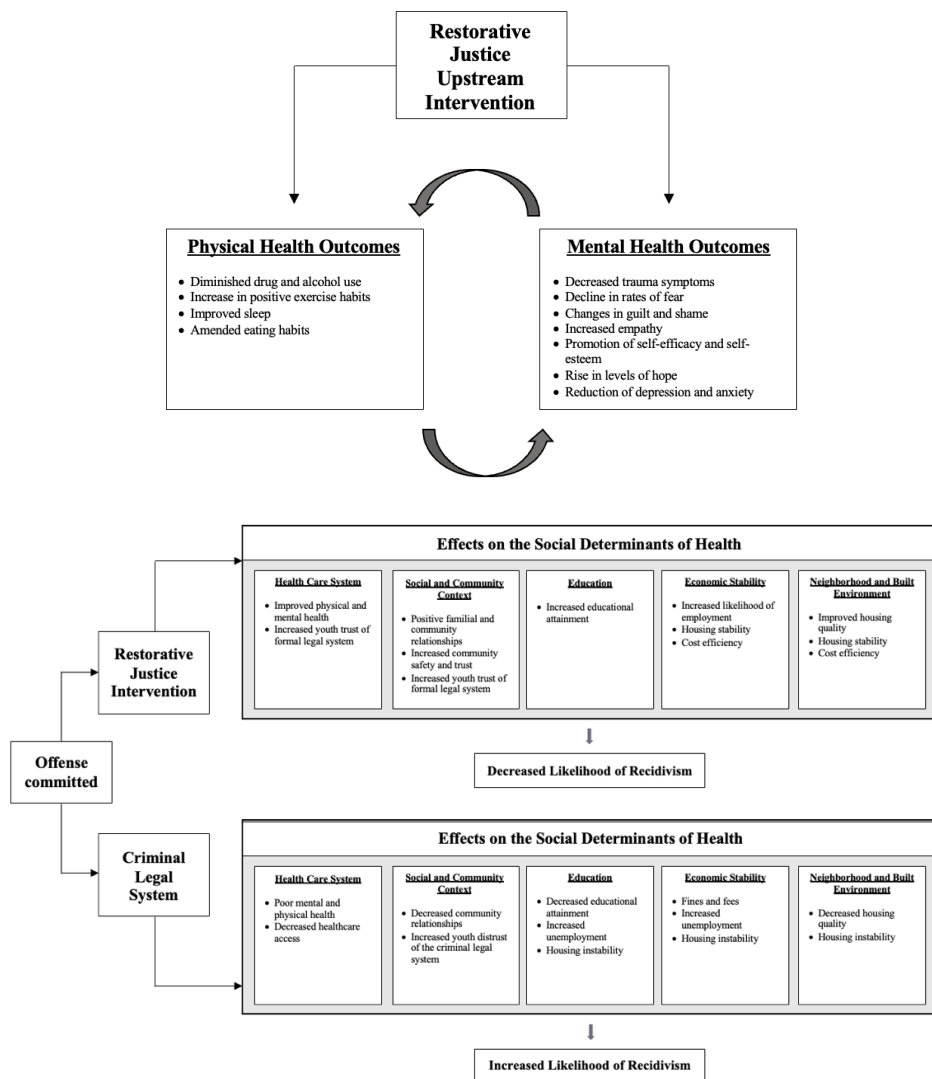 Restorative
Justice
Upstream
Intervention
Physical Health Outcomes
• Diminished drug and alcohol use
• Increase in positive exercise habits
• Improved sleep
• Amended eating habits
Mental Health Outcomes
• Decreased trauma symptoms
• Decline in rates of fear
• Changes in guilt and shame
• Increased empathy
• Promotion of self-efficacy and self-
esteem
• Rise in levels of hope
• Reduction of depression and anxiety
Offense
committed
Restorative
Justice
Intervention
Effects on the Social Determinants of Health
Health Care System
• Improved physical and
mental health
• Increased youth trust of
formal legal system
Social and Community
Context
• Positive familial and
community
relationships
• Increased community
safety and trust
• Increased youth trust of
formal legal system
Education
• Increased educational
attainment
Economic Stability
• Increased likelihood of
employment
• Housing stability
• Cost efficiency
Neighborhood and Built
Environment
• Improved housing
quality
• Housing stability
• Cost efficiency
Decreased Likelihood of Recidivism
Criminal
Legal
System
Effects on the Social Determinants of Health
Health Care System
• Poor mental and
physical health
• Decreased healthcare
access
Social and Community
Context
• Decreased community
relationships
• Increased youth distrust
of the criminal legal
system
Education
• Decreased educational
attainment
• Increased
unemployment
• Housing instability
Economic Stability
• Fines and fees
• Increased
unemployment
• Housing instability
Neighborhood and Built
Environment
• Decreased housing
quality
• Housing instability
Increased Likelihood of Recidivism